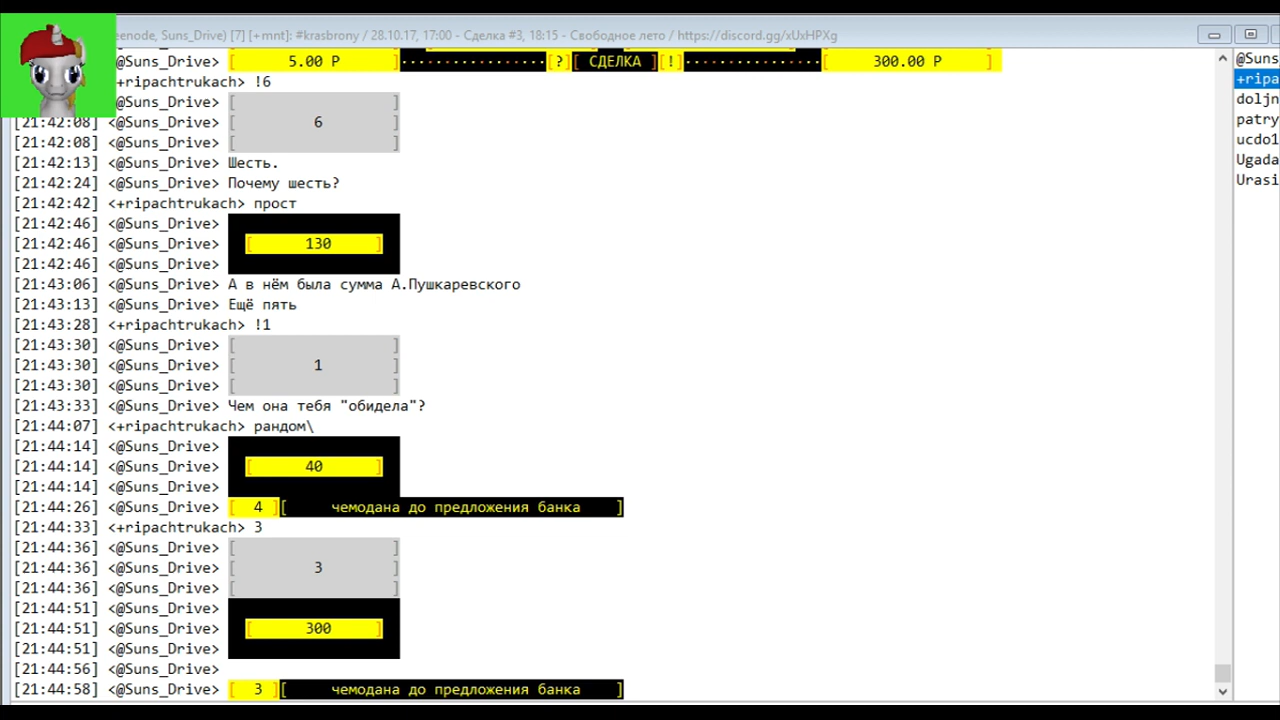 eenode, Suns_Drive) [7] [+mnt]: #krasbrony / 28.10.17, 17:00 - Сделка #3, 18:15 - Свободное лето / https://discord.gg/xUxHPXg
@Suns_Drive> [ 5.00 Р ················[?][ СДЕЛКА ][!]················ 300.00 Р ]
+ripachtrukach> !6
@Suns_Drive> [ ]
[21:42:08] <@Suns_Drive> [ 6 ]
[21:42:08] <@Suns_Drive> [ ]
[21:42:13] <@Suns_Drive> Шесть.
[21:42:24] <@Suns_Drive> Почему шесть?
[21:42:42] <+ripachtrukach> прост
[21:42:46] <@Suns_Drive>
[21:42:46] <@Suns_Drive> [ 130 ]
[21:42:46] <@Suns_Drive>
[21:43:06] <@Suns_Drive> А в нём была сумма А.Пушкаревского
[21:43:13] <@Suns_Drive> Ещё пять
[21:43:28] <+ripachtrukach> !1
[21:43:30] <@Suns_Drive> [ ]
[21:43:30] <@Suns_Drive> [ 1 ]
[21:43:30] <@Suns_Drive> [ ]
[21:43:33] <@Suns_Drive> Чем она тебя "обидела"?
[21:44:07] <+ripachtrukach> рандом\
[21:44:14] <@Suns_Drive>
[21:44:14] <@Suns_Drive> [ 40 ]
[21:44:14] <@Suns_Drive>
[21:44:26] <@Suns_Drive> [ 4 ][ чемодана до предложения банка ]
[21:44:33] <+ripachtrukach> 3
[21:44:36] <@Suns_Drive> [ ]
[21:44:36] <@Suns_Drive> [ 3 ]
[21:44:36] <@Suns_Drive> [ ]
[21:44:51] <@Suns_Drive>
[21:44:51] <@Suns_Drive> [ 300 ]
[21:44:51] <@Suns_Drive>
[21:44:56] <@Suns_Drive>
[21:44:58] <@Suns_Drive> [ 3 ][ чемодана до предложения банка ]
@Suns
+ripa
doljn
patry
ucdo1
Ugada
Urasi